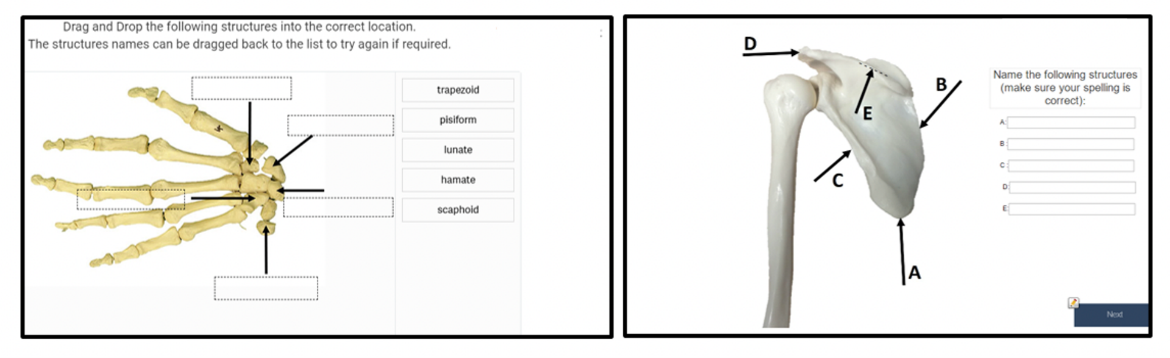 Drag and Drop the following structures into the correct location.
The structures names can be dragged back to the list to try again if required.
trapezoid
pisiform
lunate
hamate
scaphoid
D
B
E
C
A
Name the following structures
(make sure your spelling is
correct):
A:
B:
C:
D:
E:
Next